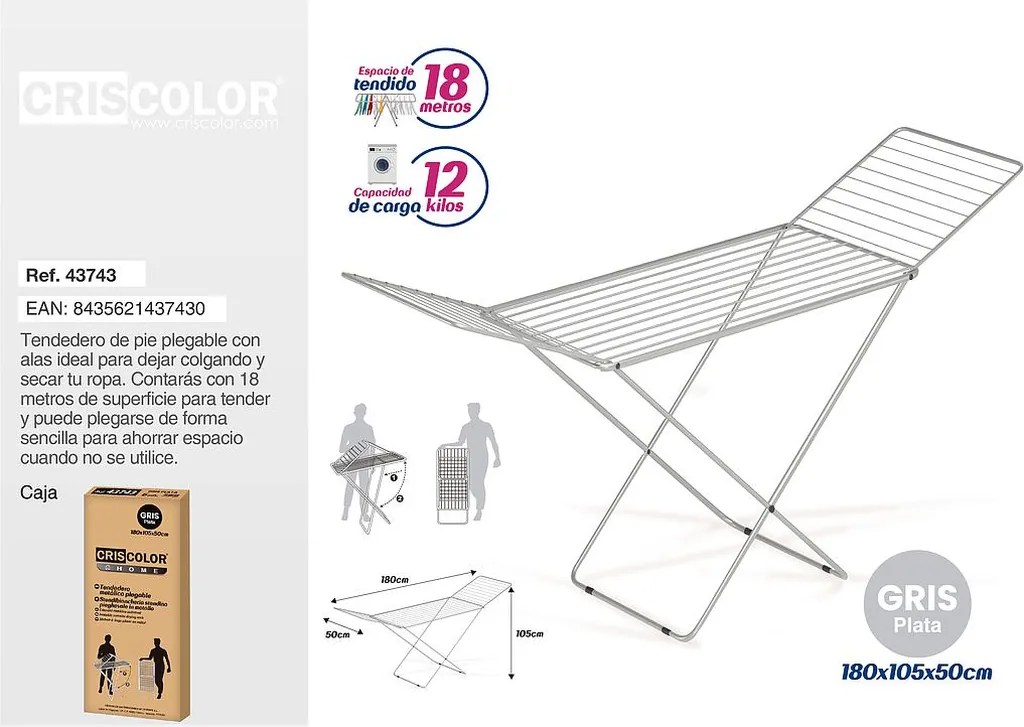 CRISCOLOR®
www.criscolor.com
Ref. 43743
EAN: 8435621437430
Tendedero de pie plegable con
alas ideal para dejar colgando y
secar tu ropa. Contarás con 18
metros de superficie para tender
y puede plegarse de forma
sencilla para ahorrar espacio
cuando no se utilice.
Caja
GRIS
Plata
180x105x50cm
CRISCOLOR
HOME
Tendedero
metálico plegable
Espacio de
tendido
18
metros
Capacidad
de carga
12
kilos
1
2
180cm
50cm
105cm
GRIS
Plata
180x105x50cm